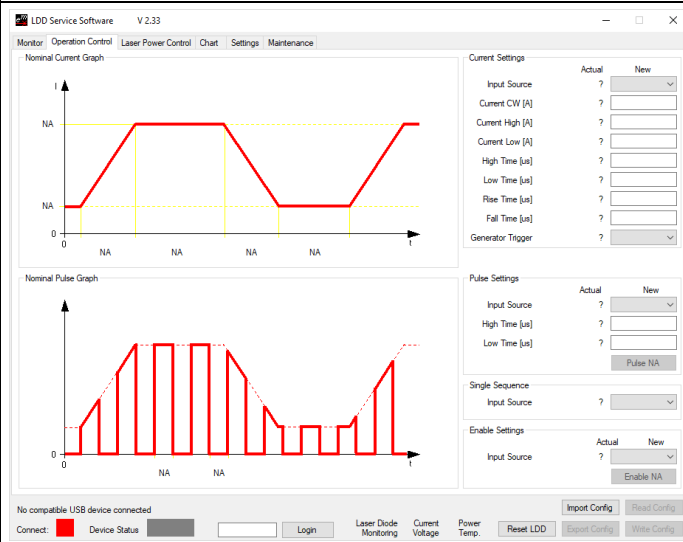 LDD Service Software V 2.33
Monitor Operation Control Laser Power Control Chart Settings Maintenance
Nominal Current Graph
I
NA
NA
0
0
t
NA NA NA NA
Current Settings
Actual New
Input Source ?
Current CW [A] ?
Current High [A] ?
Current Low [A] ?
High Time [us] ?
Low Time [us] ?
Rise Time [us] ?
Fall Time [us] ?
Generator Trigger ?
Nominal Pulse Graph
0
0
t
NA NA
Pulse Settings
Actual New
Input Source ?
High Time [us] ?
Low Time [us] ?
Pulse NA
Single Sequence
Input Source ?
Enable Settings
Actual New
Input Source ?
Enable NA
No compatible USB device connected
Import Config Read Config
Connect: Device Status Login
Laser Diode Monitoring
Current Voltage
Power Temp.
Reset LDD Export Config Write Config